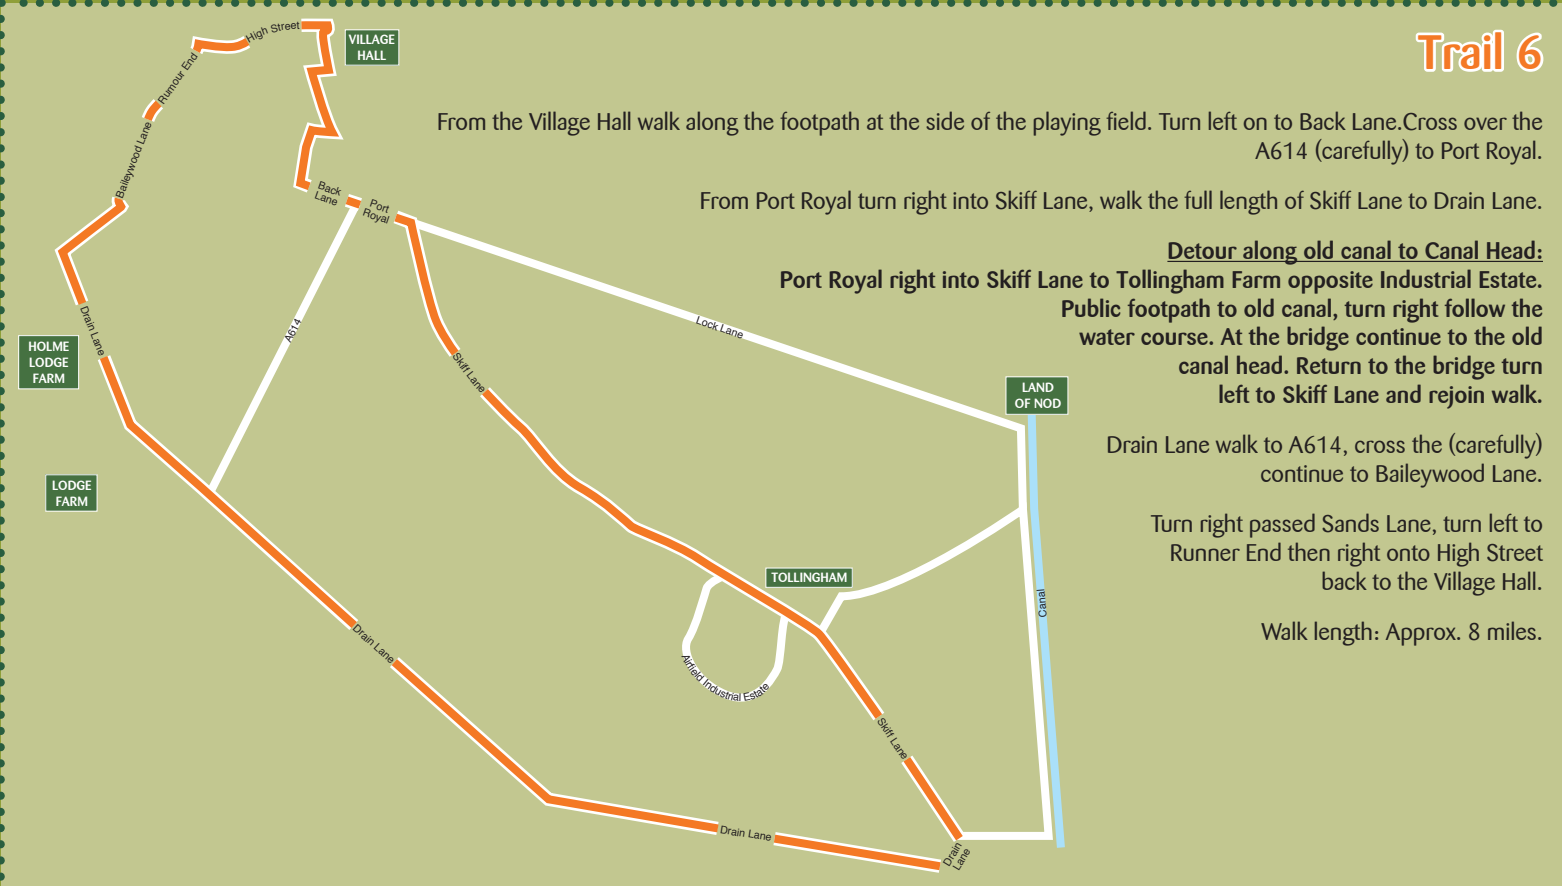 Trail 6
From the Village Hall walk along the footpath at the side of the playing field. Turn left on to Back Lane.Cross over the
A614 (carefully) to Port Royal.
From Port Royal turn right into Skiff Lane, walk the full length of Skiff Lane to Drain Lane.
Detour along old canal to Canal Head:
Port Royal right into Skiff Lane to Tollingham Farm opposite Industrial Estate.
Public footpath to old canal, turn right follow the
water course. At the bridge continue to the old
canal head. Return to the bridge turn
left to Skiff Lane and rejoin walk.
Drain Lane walk to A614, cross the (carefully)
continue to Baileywood Lane.
Turn right passed Sands Lane, turn left to
Runner End then right onto High Street
back to the Village Hall.
Walk length: Approx. 8 miles.
High Street
VILLAGE
HALL
Rumour End
Baileywood Lane
Back
Lane
Port
Royal
Drain Lane
A614
Lock Lane
HOLME
LODGE
FARM
Skiff Lane
LAND
OF NOD
LODGE
FARM
TOLLINGHAM
Canal
Drain Lane
Airfield Industrial Estate
Skiff Lane
Drain Lane
Drain
Lane